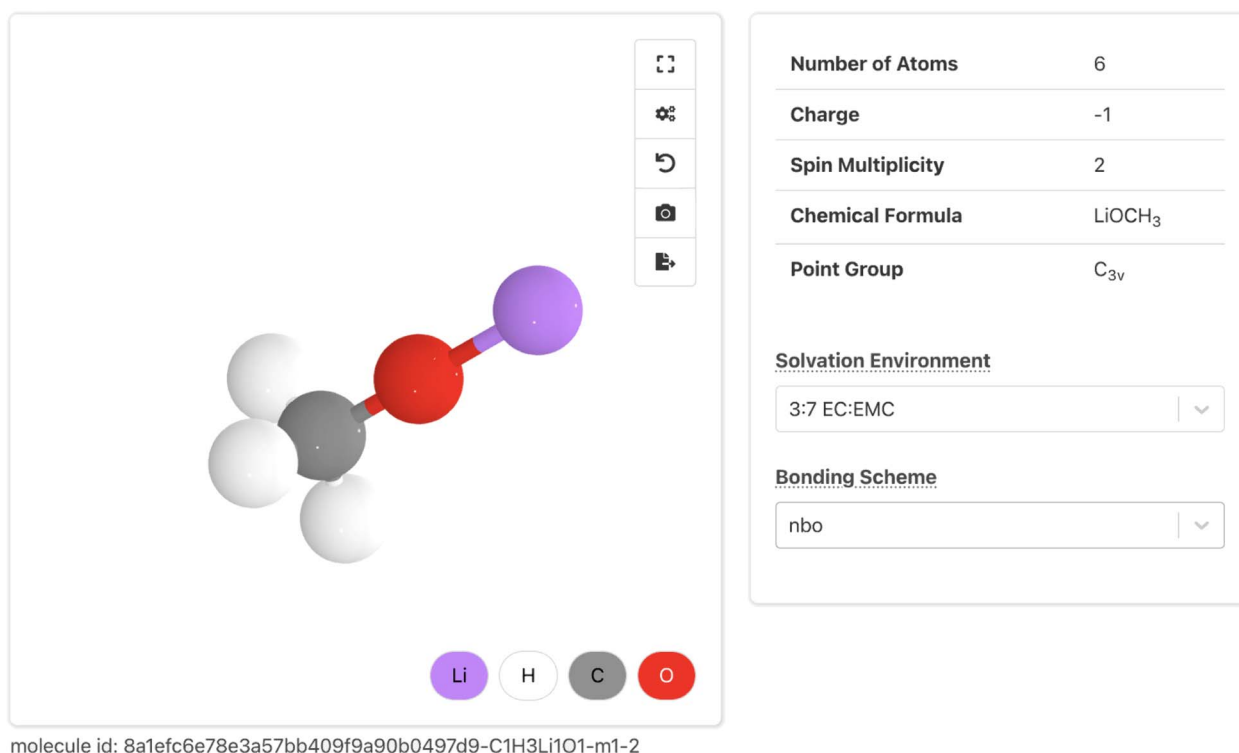 Number of Atoms 6
Charge -1
Spin Multiplicity 2
Chemical Formula LiOCH₃
Point Group C₃ᵥ
Solvation Environment
3:7 EC:EMC
Bonding Scheme
nbo
Li H C O
molecule id: 8a1efc6e78e3a57bb409f9a90b0497d9-C1H3Li1O1-m1-2